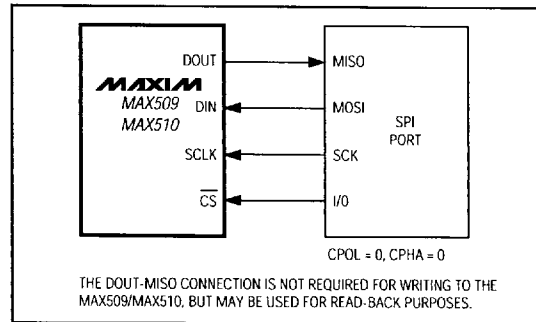 DOUT MISO
MAXIM
MAX509 DIN MOSI
MAX510 SPI
PORT
SCLK SCK
CS I/O
CPOL = 0, CPHA = 0
THE DOUT-MISO CONNECTION IS NOT REQUIRED FOR WRITING TO THE
MAX509/MAX510, BUT MAY BE USED FOR READ-BACK PURPOSES.